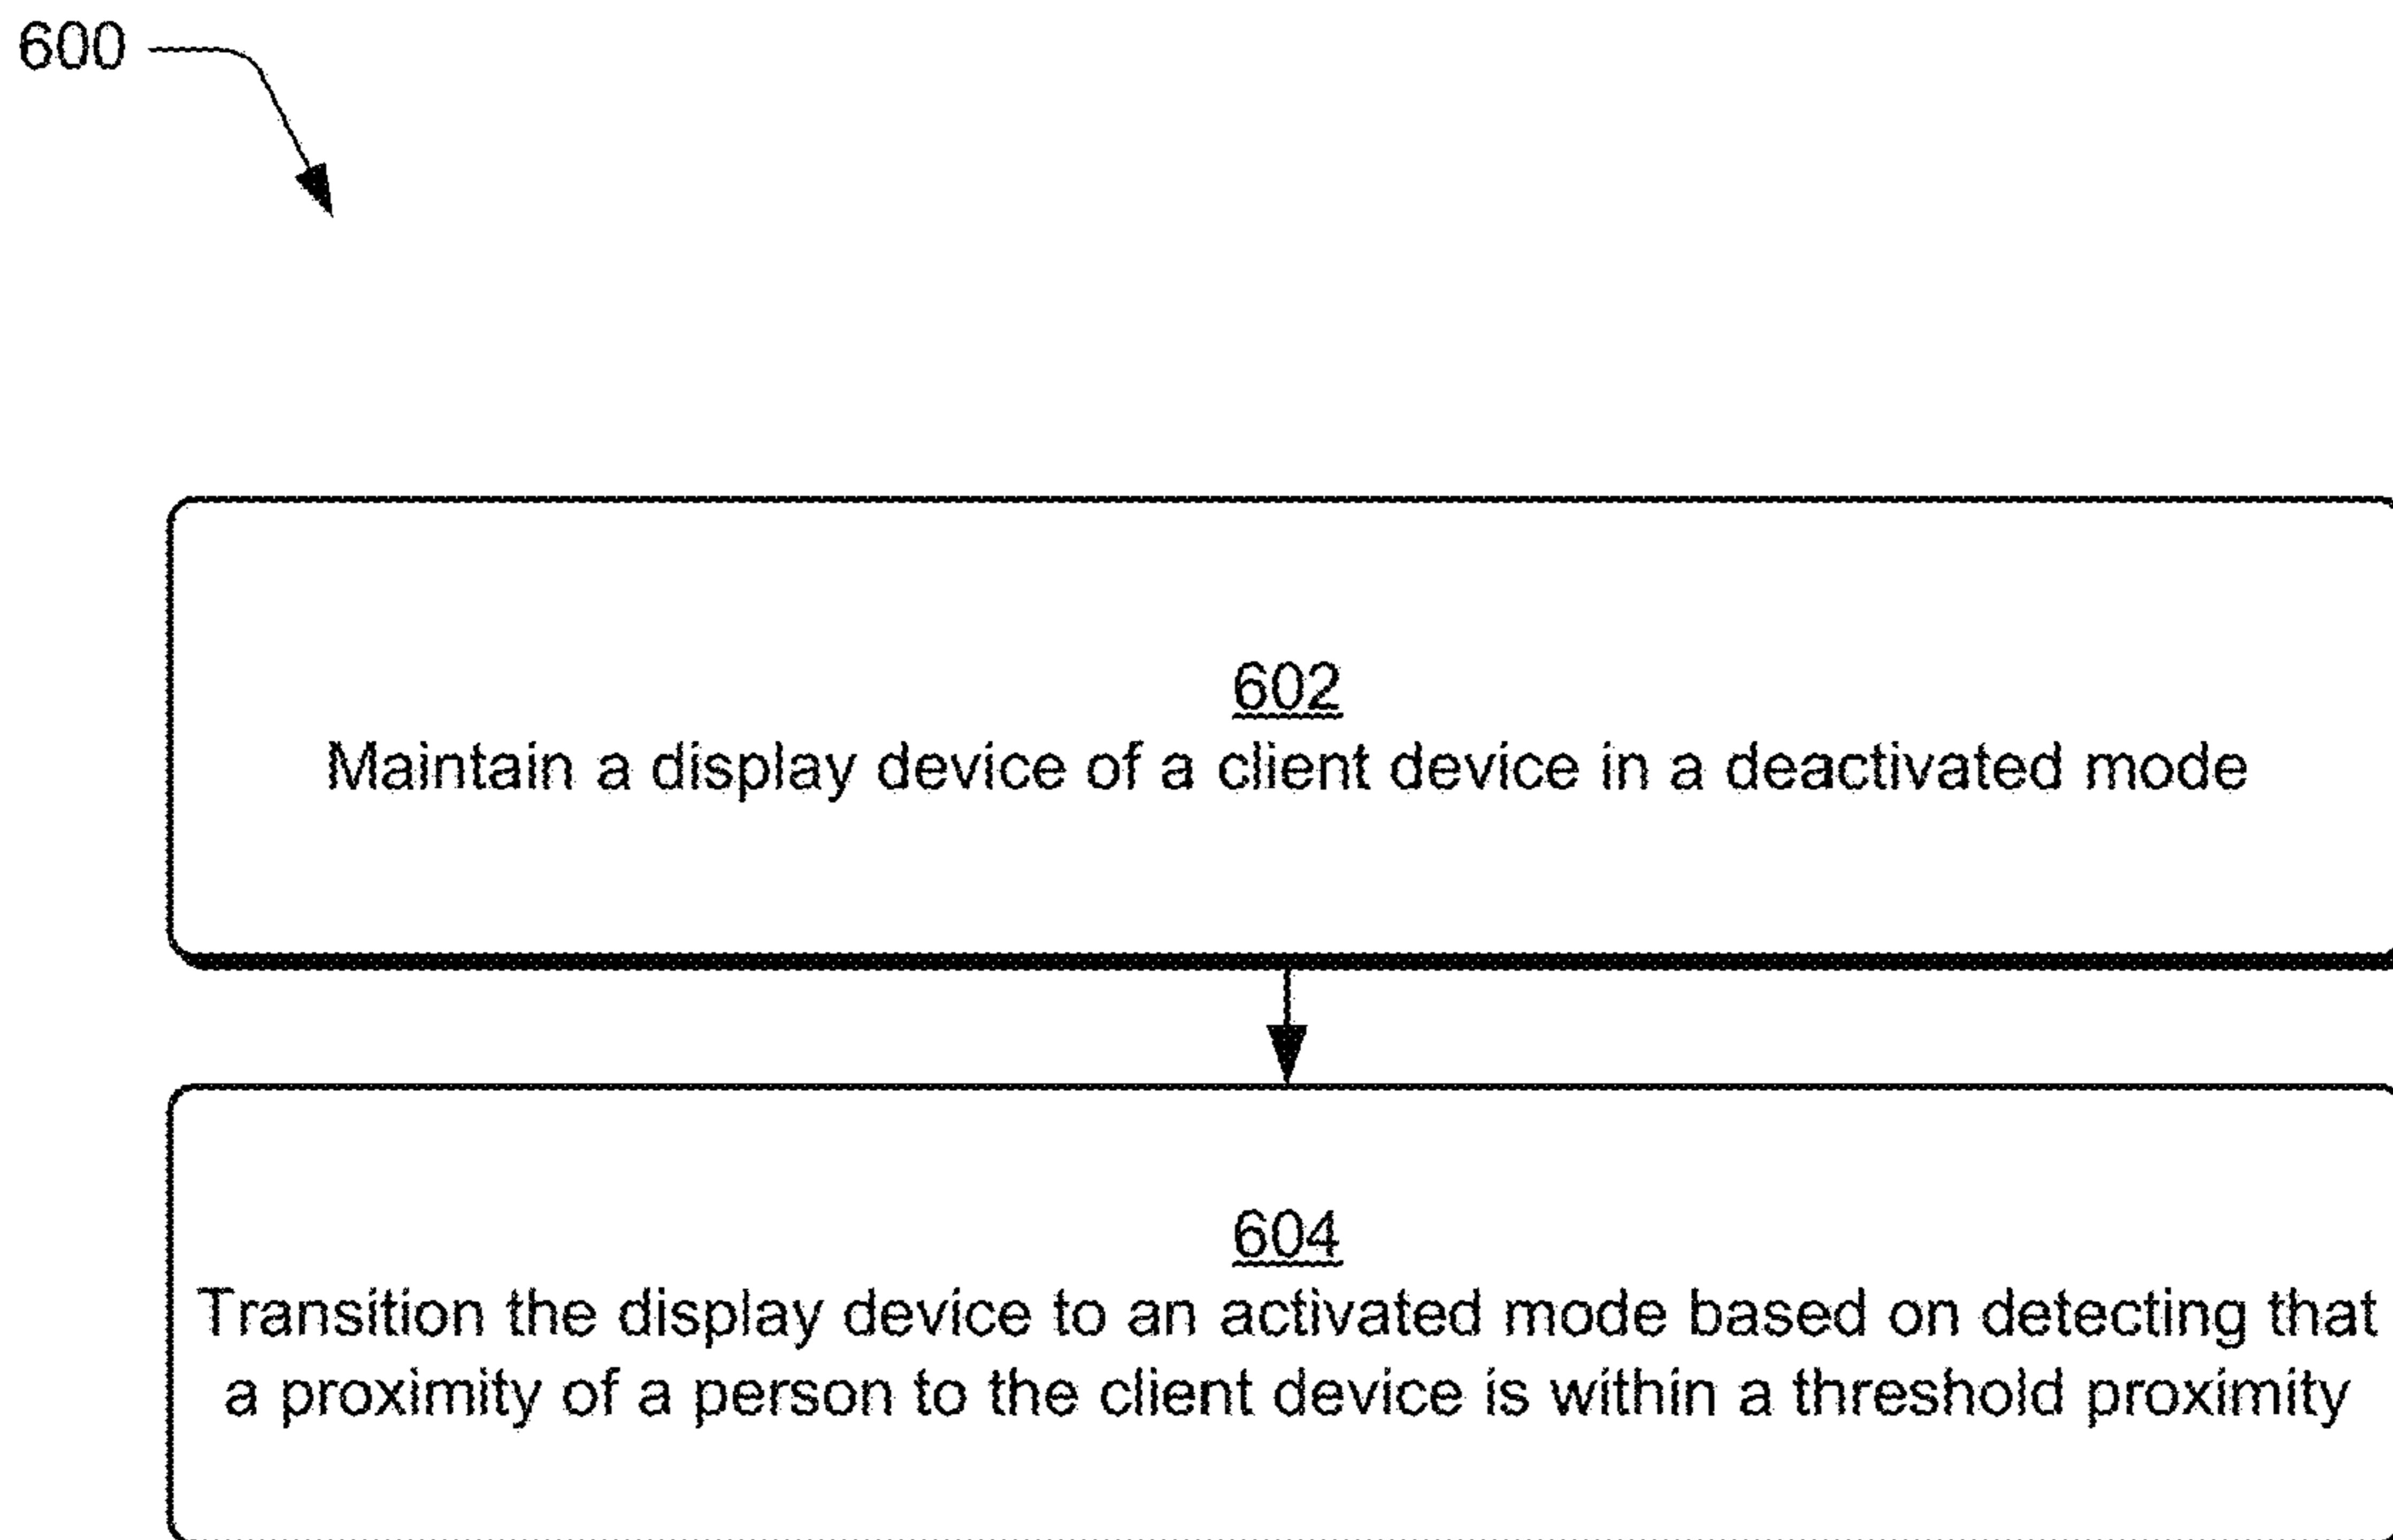 600
602
Maintain a display device of a client device in a deactivated mode
604
Transition the display device to an activated mode based on detecting that
a proximity of a person to the client device is within a threshold proximity